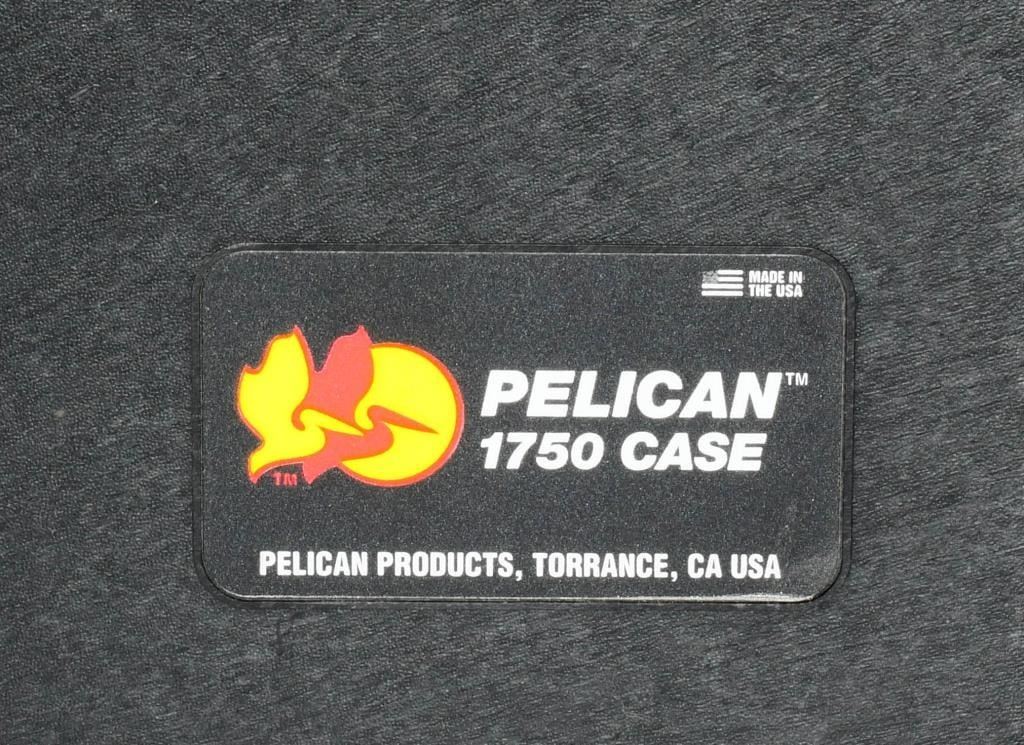 MADE IN
THE USA
PELICAN™
1750 CASE
TM
PELICAN PRODUCTS, TORRANCE, CA USA